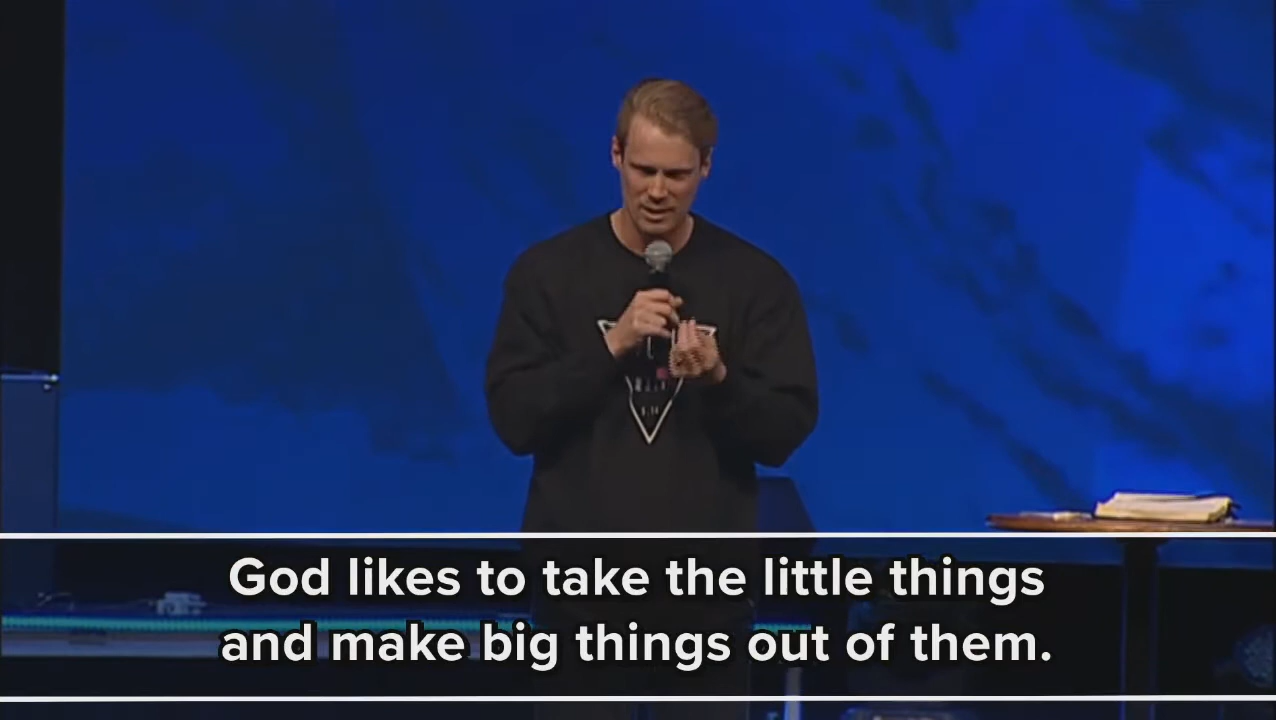 God likes to take the little things
and make big things out of them.